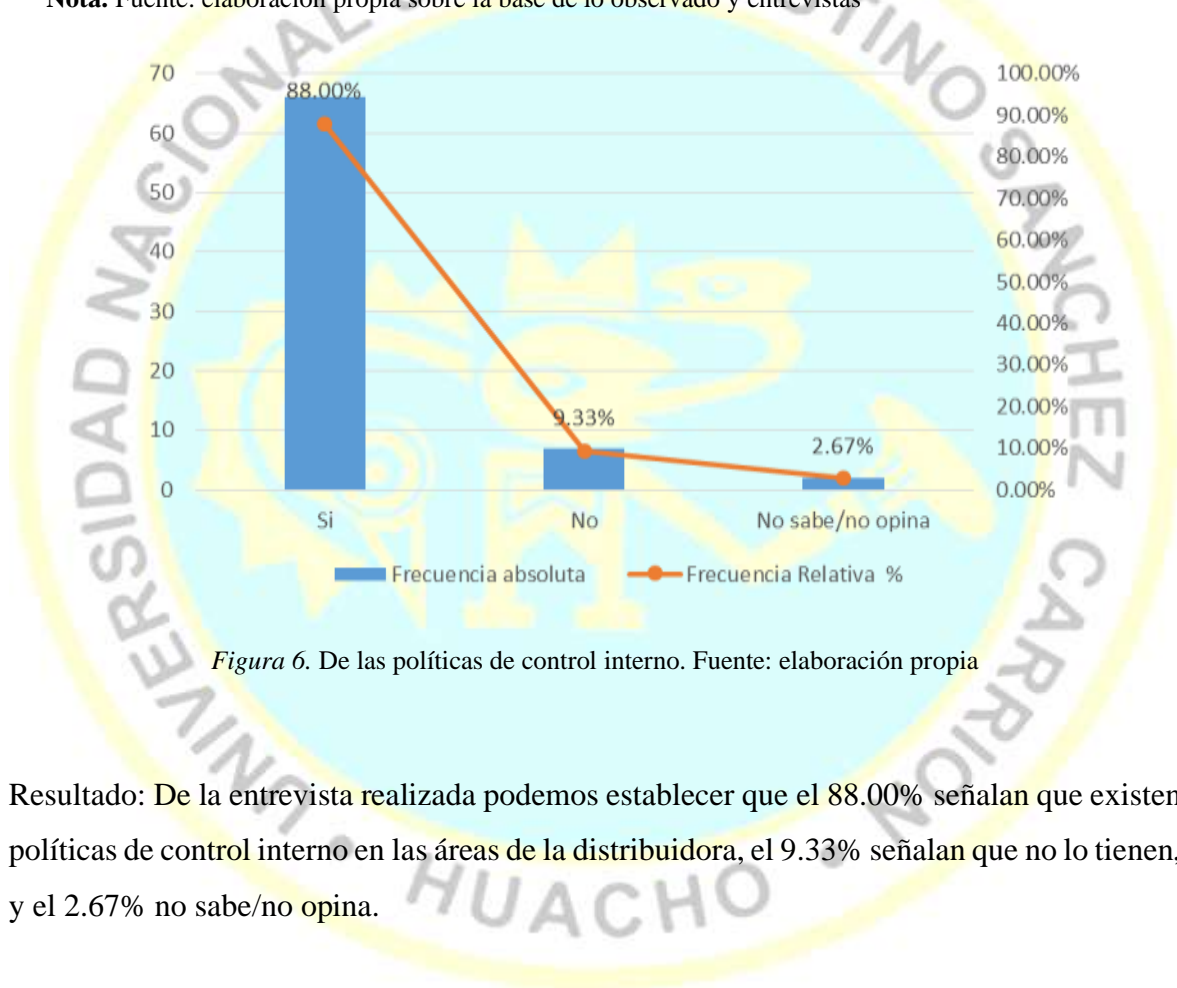 Nota. Fuente: elaboración propia sobre la base de lo observado y entrevistas
70
60
50
40
30
20
10
0
100.00%
90.00%
80.00%
70.00%
60.00%
50.00%
40.00%
30.00%
20.00%
10.00%
0.00%
88.00%
9.33%
2.67%
Si No No sabe/no opina
Frecuencia absoluta Frecuencia Relativa %
Figura 6. De las políticas de control interno. Fuente: elaboración propia
Resultado: De la entrevista realizada podemos establecer que el 88.00% señalan que existen
políticas de control interno en las áreas de la distribuidora, el 9.33% señalan que no lo tienen,
y el 2.67% no sabe/no opina.
UNIVERSIDAD NACIONAL
SANCHEZ CARRION
• HUACHO •